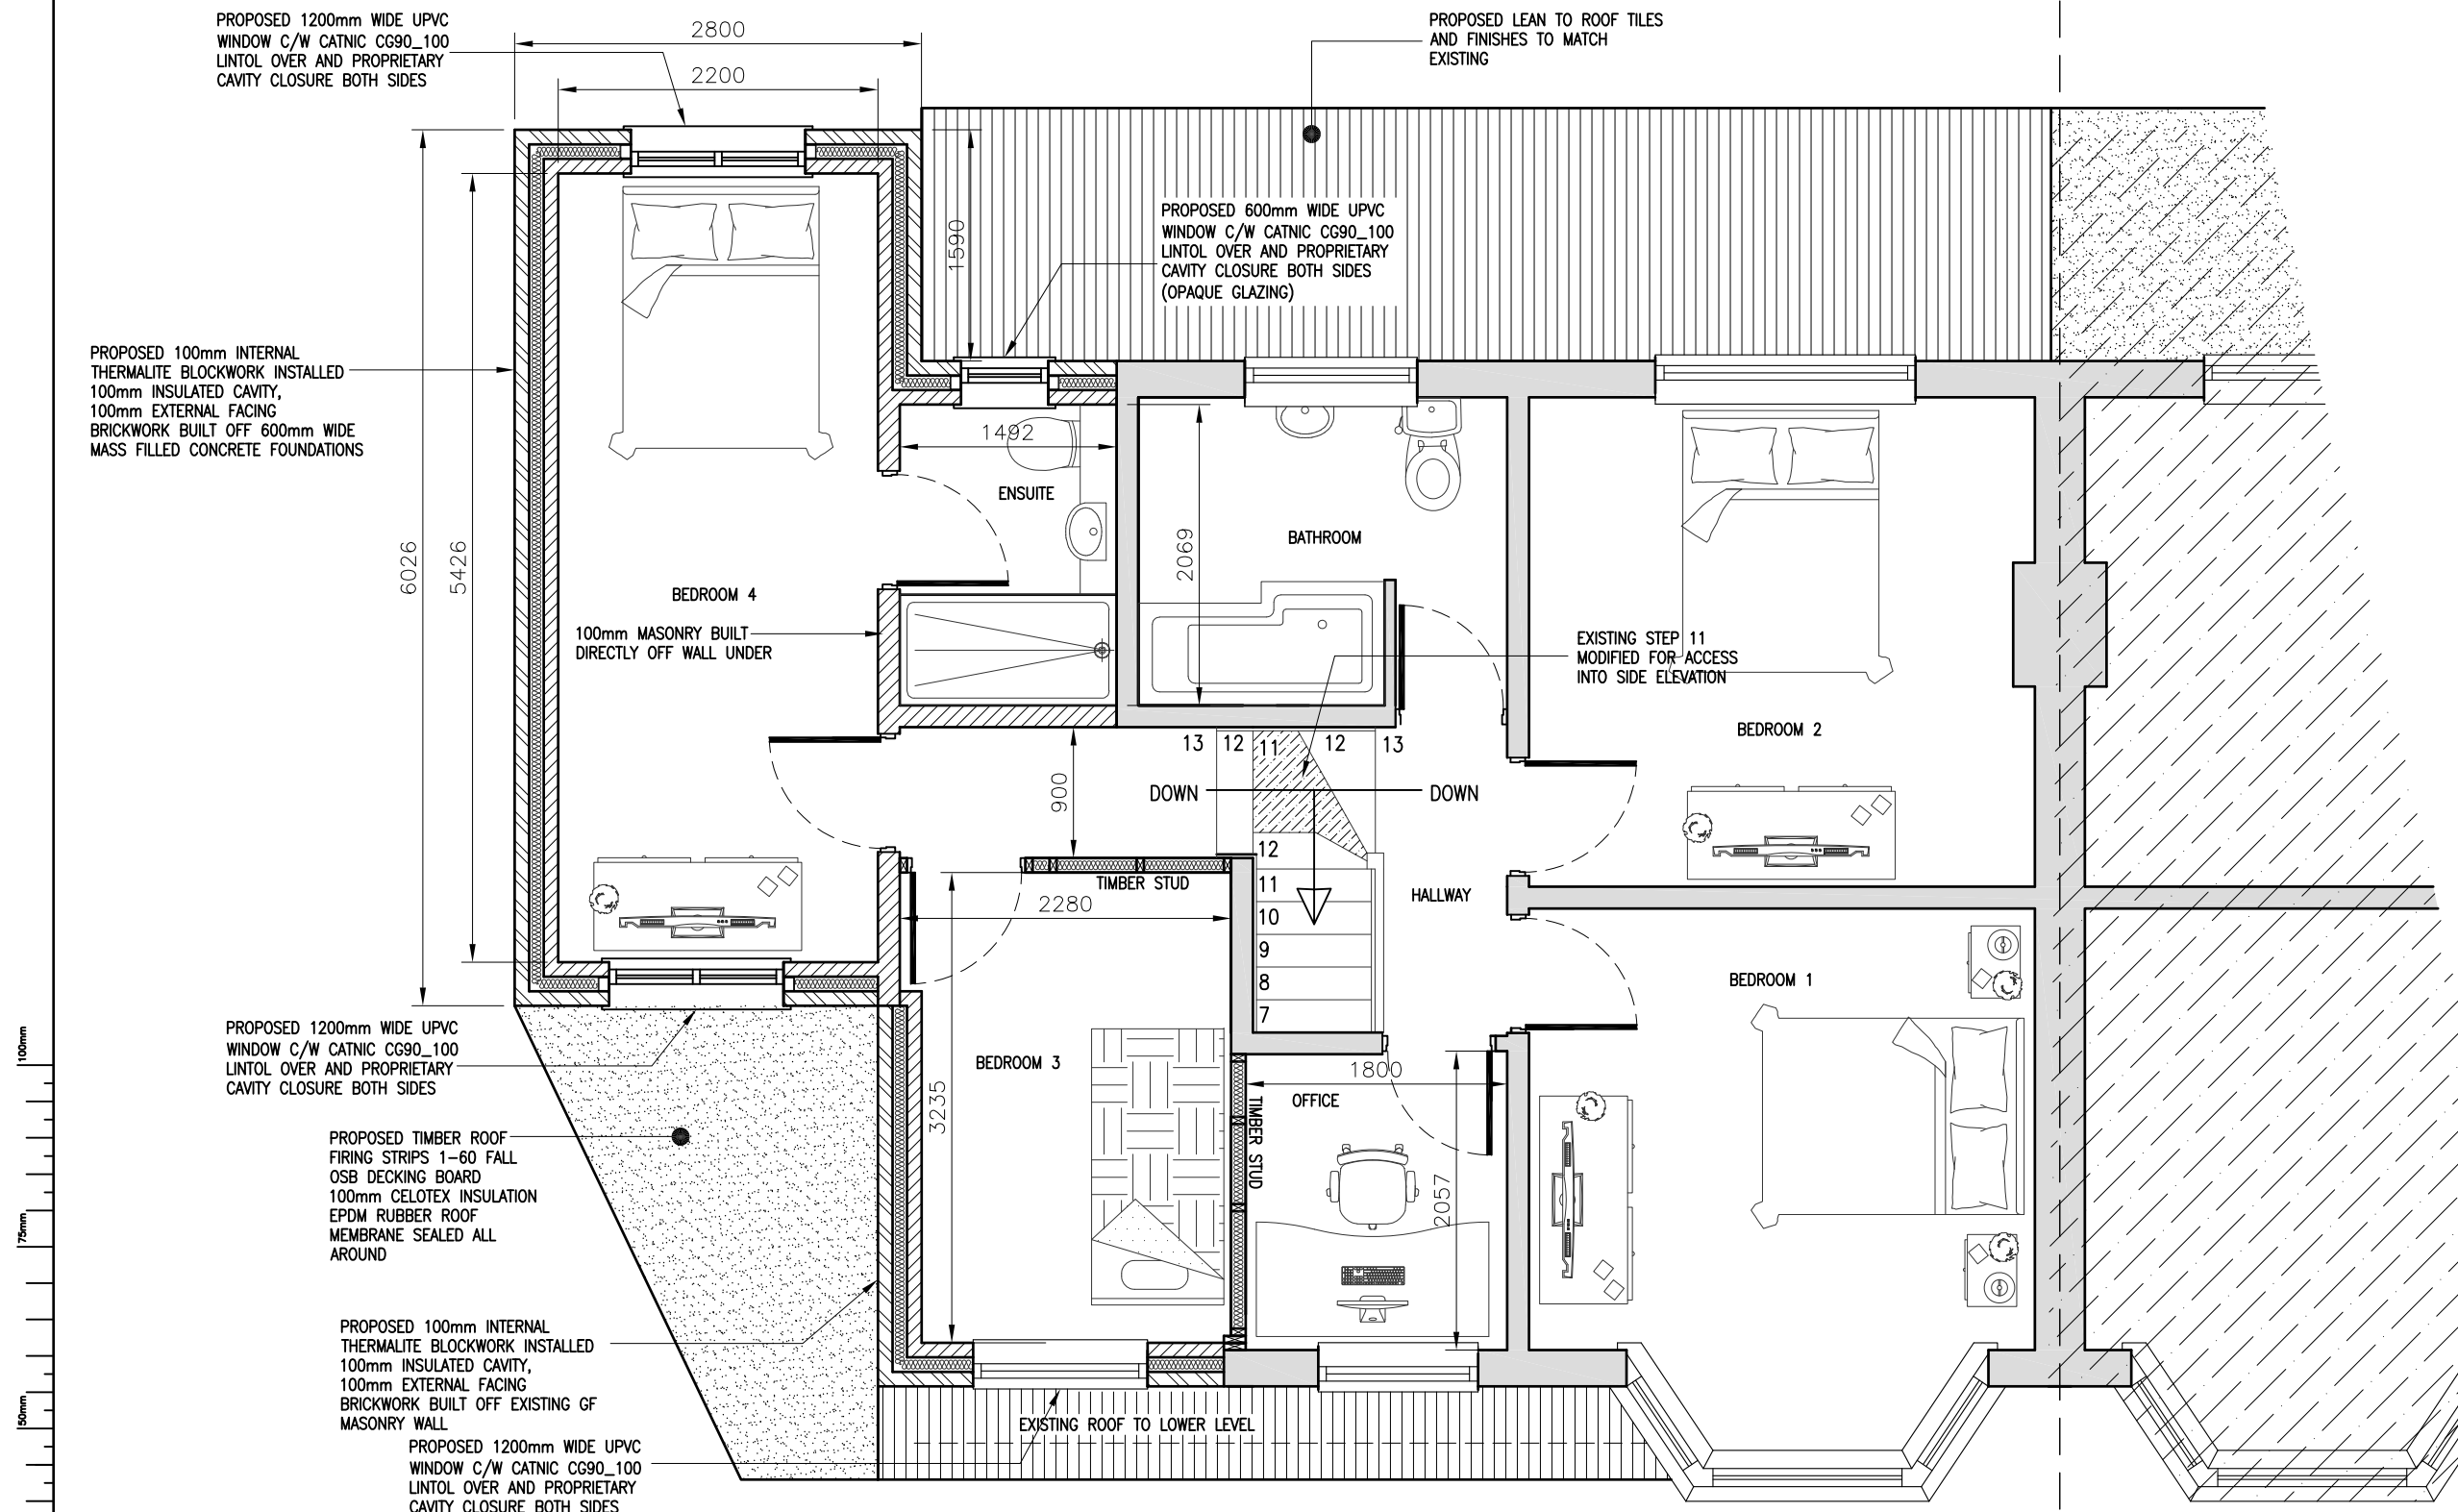 PROPOSED 1200mm WIDE UPVC
WINDOW C/W CATNIC CG90_100
LINTOL OVER AND PROPRIETARY
CAVITY CLOSURE BOTH SIDES
2800
2200
PROPOSED LEAN TO ROOF TILES
AND FINISHES TO MATCH
EXISTING
1590
PROPOSED 600mm WIDE UPVC
WINDOW C/W CATNIC CG90_100
LINTOL OVER AND PROPRIETARY
CAVITY CLOSURE BOTH SIDES
(OPAQUE GLAZING)
PROPOSED 100mm INTERNAL
THERMALITE BLOCKWORK INSTALLED
100mm INSULATED CAVITY,
100mm EXTERNAL FACING
BRICKWORK BUILT OFF 600mm WIDE
MASS FILLED CONCRETE FOUNDATIONS
6026
5426
1492
ENSUITE
2069
BATHROOM
BEDROOM 4
100mm MASONRY BUILT
DIRECTLY OFF WALL UNDER
EXISTING STEP 11
MODIFIED FOR ACCESS
INTO SIDE ELEVATION
BEDROOM 2
13 12 11 12 13
900
DOWN
DOWN
12
11
10
9
8
7
TIMBER STUD
2280
HALLWAY
BEDROOM 1
PROPOSED 1200mm WIDE UPVC
WINDOW C/W CATNIC CG90_100
LINTOL OVER AND PROPRIETARY
CAVITY CLOSURE BOTH SIDES
BEDROOM 3
3235
1800
OFFICE
TIMBER STUD
2057
PROPOSED TIMBER ROOF
FIRING STRIPS 1-60 FALL
OSB DECKING BOARD
100mm CELOTEX INSULATION
EPDM RUBBER ROOF
MEMBRANE SEALED ALL
AROUND
PROPOSED 100mm INTERNAL
THERMALITE BLOCKWORK INSTALLED
100mm INSULATED CAVITY,
100mm EXTERNAL FACING
BRICKWORK BUILT OFF EXISTING GF
MASONRY WALL
EXISTING ROOF TO LOWER LEVEL
PROPOSED 1200mm WIDE UPVC
WINDOW C/W CATNIC CG90_100
LINTOL OVER AND PROPRIETARY
CAVITY CLOSURE BOTH SIDES
100mm
75mm
50mm